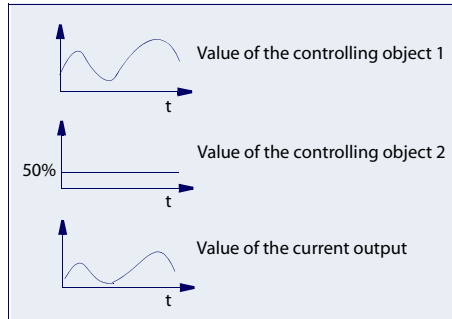 Value of the controlling object 1
t
Value of the controlling object 2
50%
t
Value of the current output
t